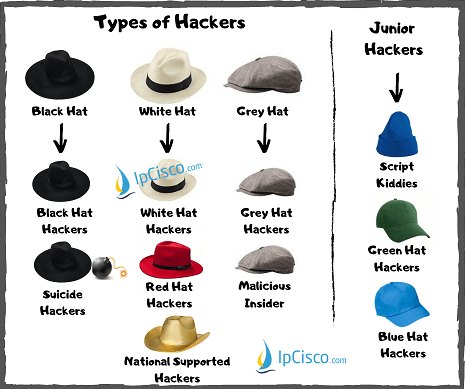 Types of Hackers
Black Hat
White Hat
Grey Hat
IpCisco.com
Black Hat
Hackers
White Hat
Hackers
Grey Hat
Hackers
Suicide
Hackers
Red Hat
Hackers
Malicious
Insider
National Supported
Hackers
IpCisco.com
Junior
Hackers
Script
Kiddies
Green Hat
Hackers
Blue Hat
Hackers